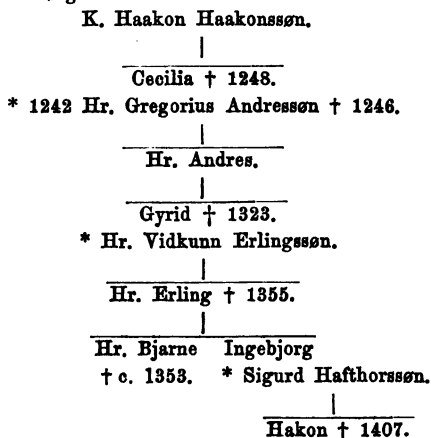 K. Haakon Haakonssøn.
Cecilia † 1248.
* 1242 Hr. Gregorius Andressøn † 1246.
Hr. Andres.
Gyrid † 1323.
* Hr. Vidkunn Erlingssøn.
Hr. Erling † 1355.
Hr. Bjarne Ingebjorg
† c. 1353. * Sigurd Hafthorssøn.
Hakon † 1407.